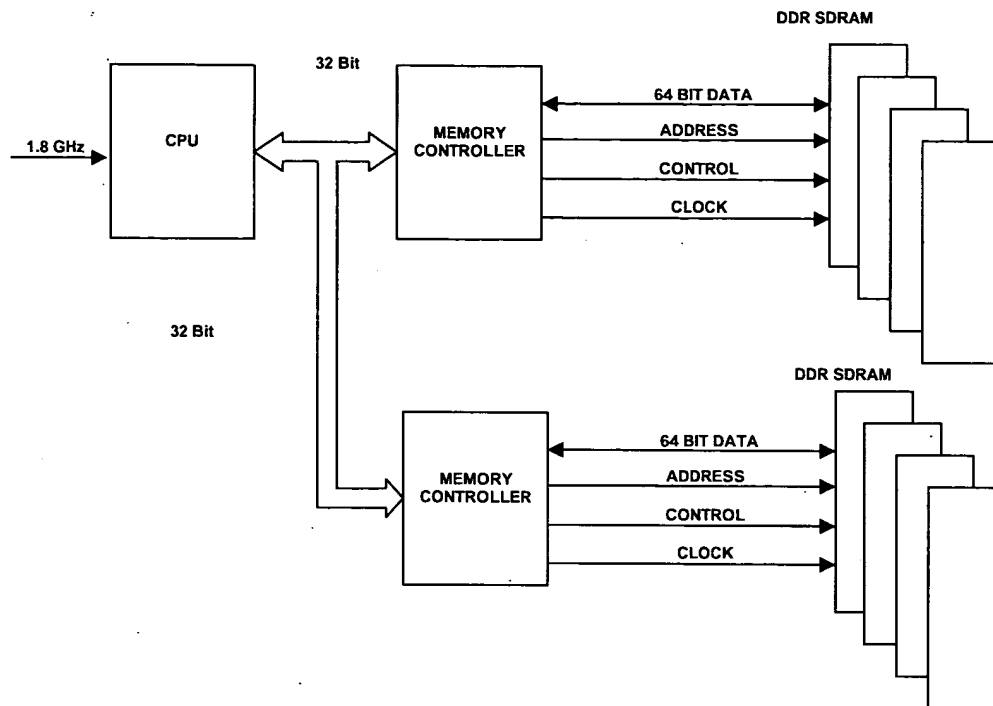 DDR SDRAM
32 Bit
1.8 GHz
CPU
MEMORY
CONTROLLER
64 BIT DATA
ADDRESS
CONTROL
CLOCK
32 Bit
DDR SDRAM
MEMORY
CONTROLLER
64 BIT DATA
ADDRESS
CONTROL
CLOCK